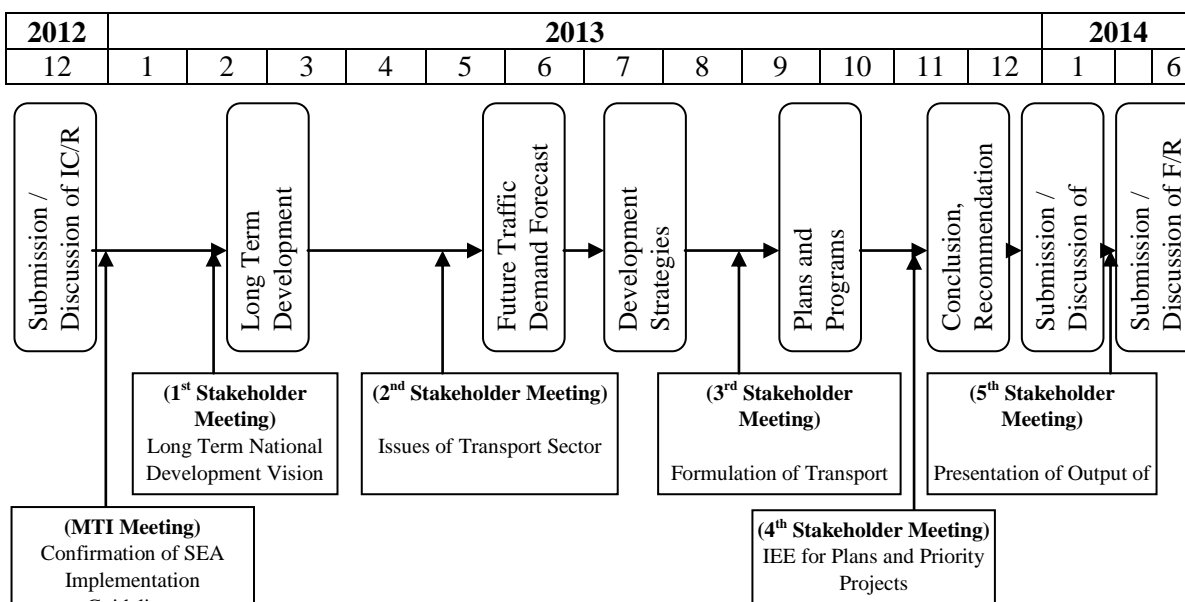 2012 2013 2014
12 1 2 3 4 5 6 7 8 9 10 11 12 1 6
Submission /
Discussion of IC/R
Long Term
Development
Future Traffic
Demand Forecast
Development
Strategies
Plans and
Programs
Conclusion,
Recommendation
Submission /
Discussion of
Submission /
Discussion of F/R
(1st Stakeholder
Meeting)
Long Term National
Development Vision
(2nd Stakeholder Meeting)
Issues of Transport Sector
(3rd Stakeholder
Meeting)
Formulation of Transport
(5th Stakeholder
Meeting)
Presentation of Output of
(MTI Meeting)
Confirmation of SEA
Implementation
(4th Stakeholder Meeting)
IEE for Plans and Priority
Projects